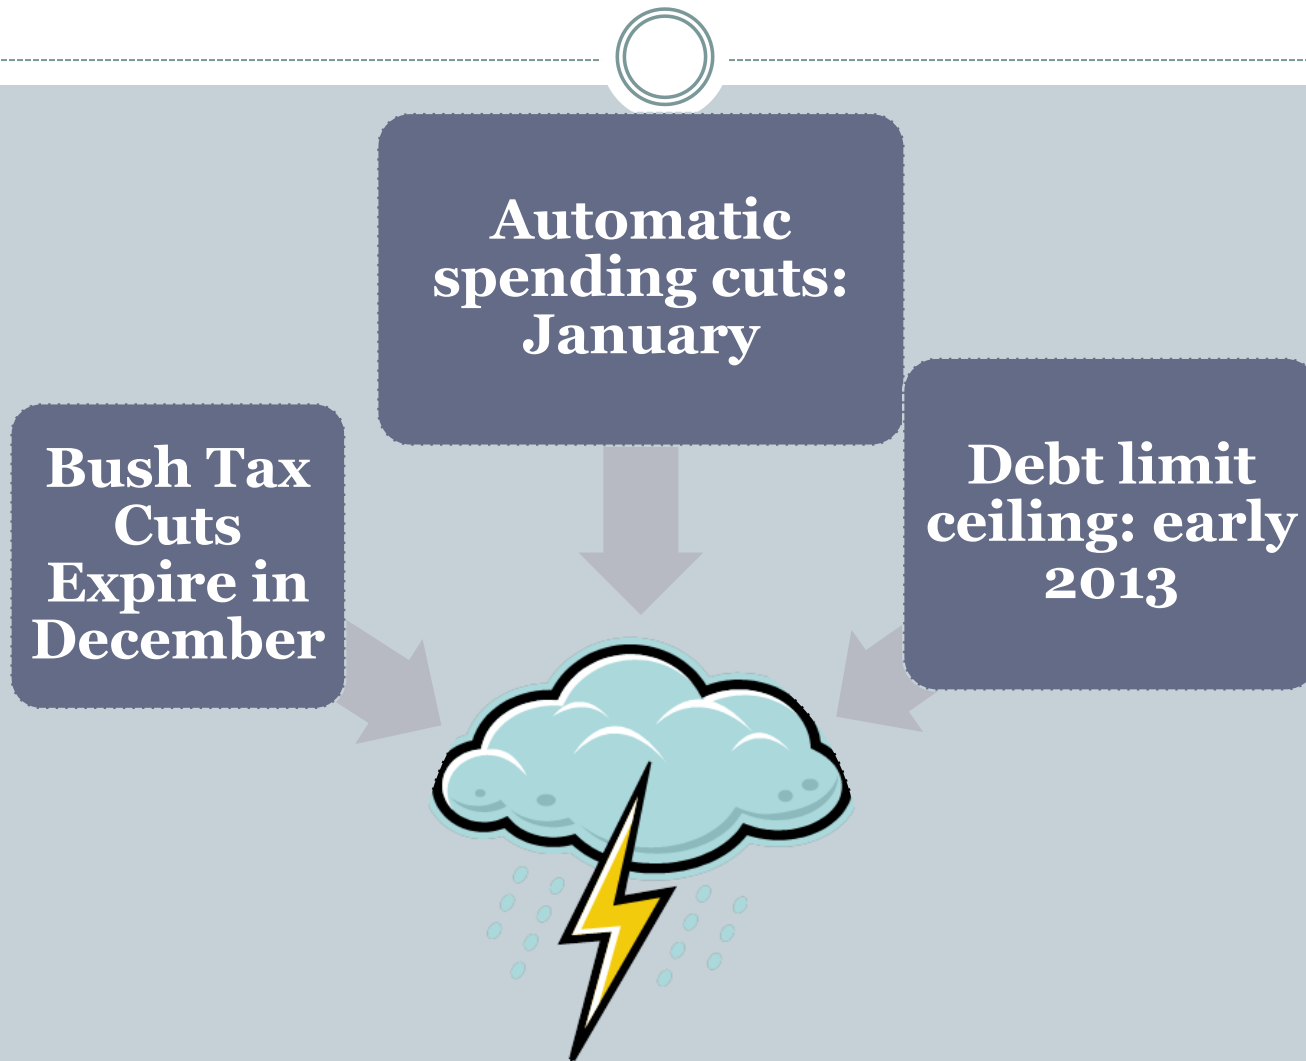 Automatic
spending cuts:
January
Bush Tax
Cuts
Expire in
December
Debt limit
ceiling: early
2013